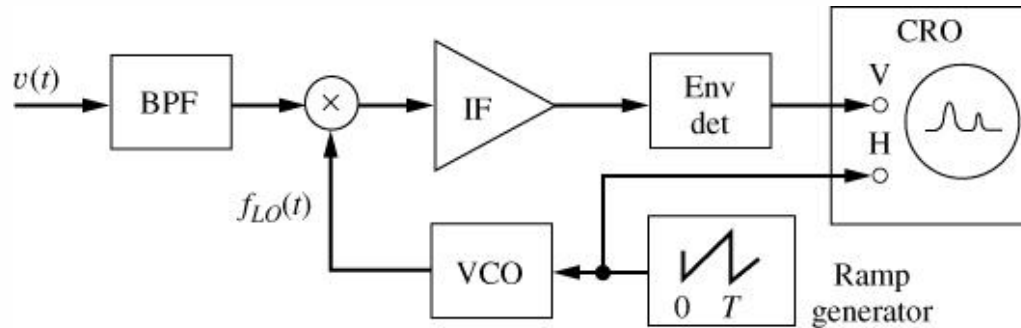 CRO
v(t)
BPF
×
IF
Env
det
V
H
f_LO(t)
VCO
0 T
Ramp
generator